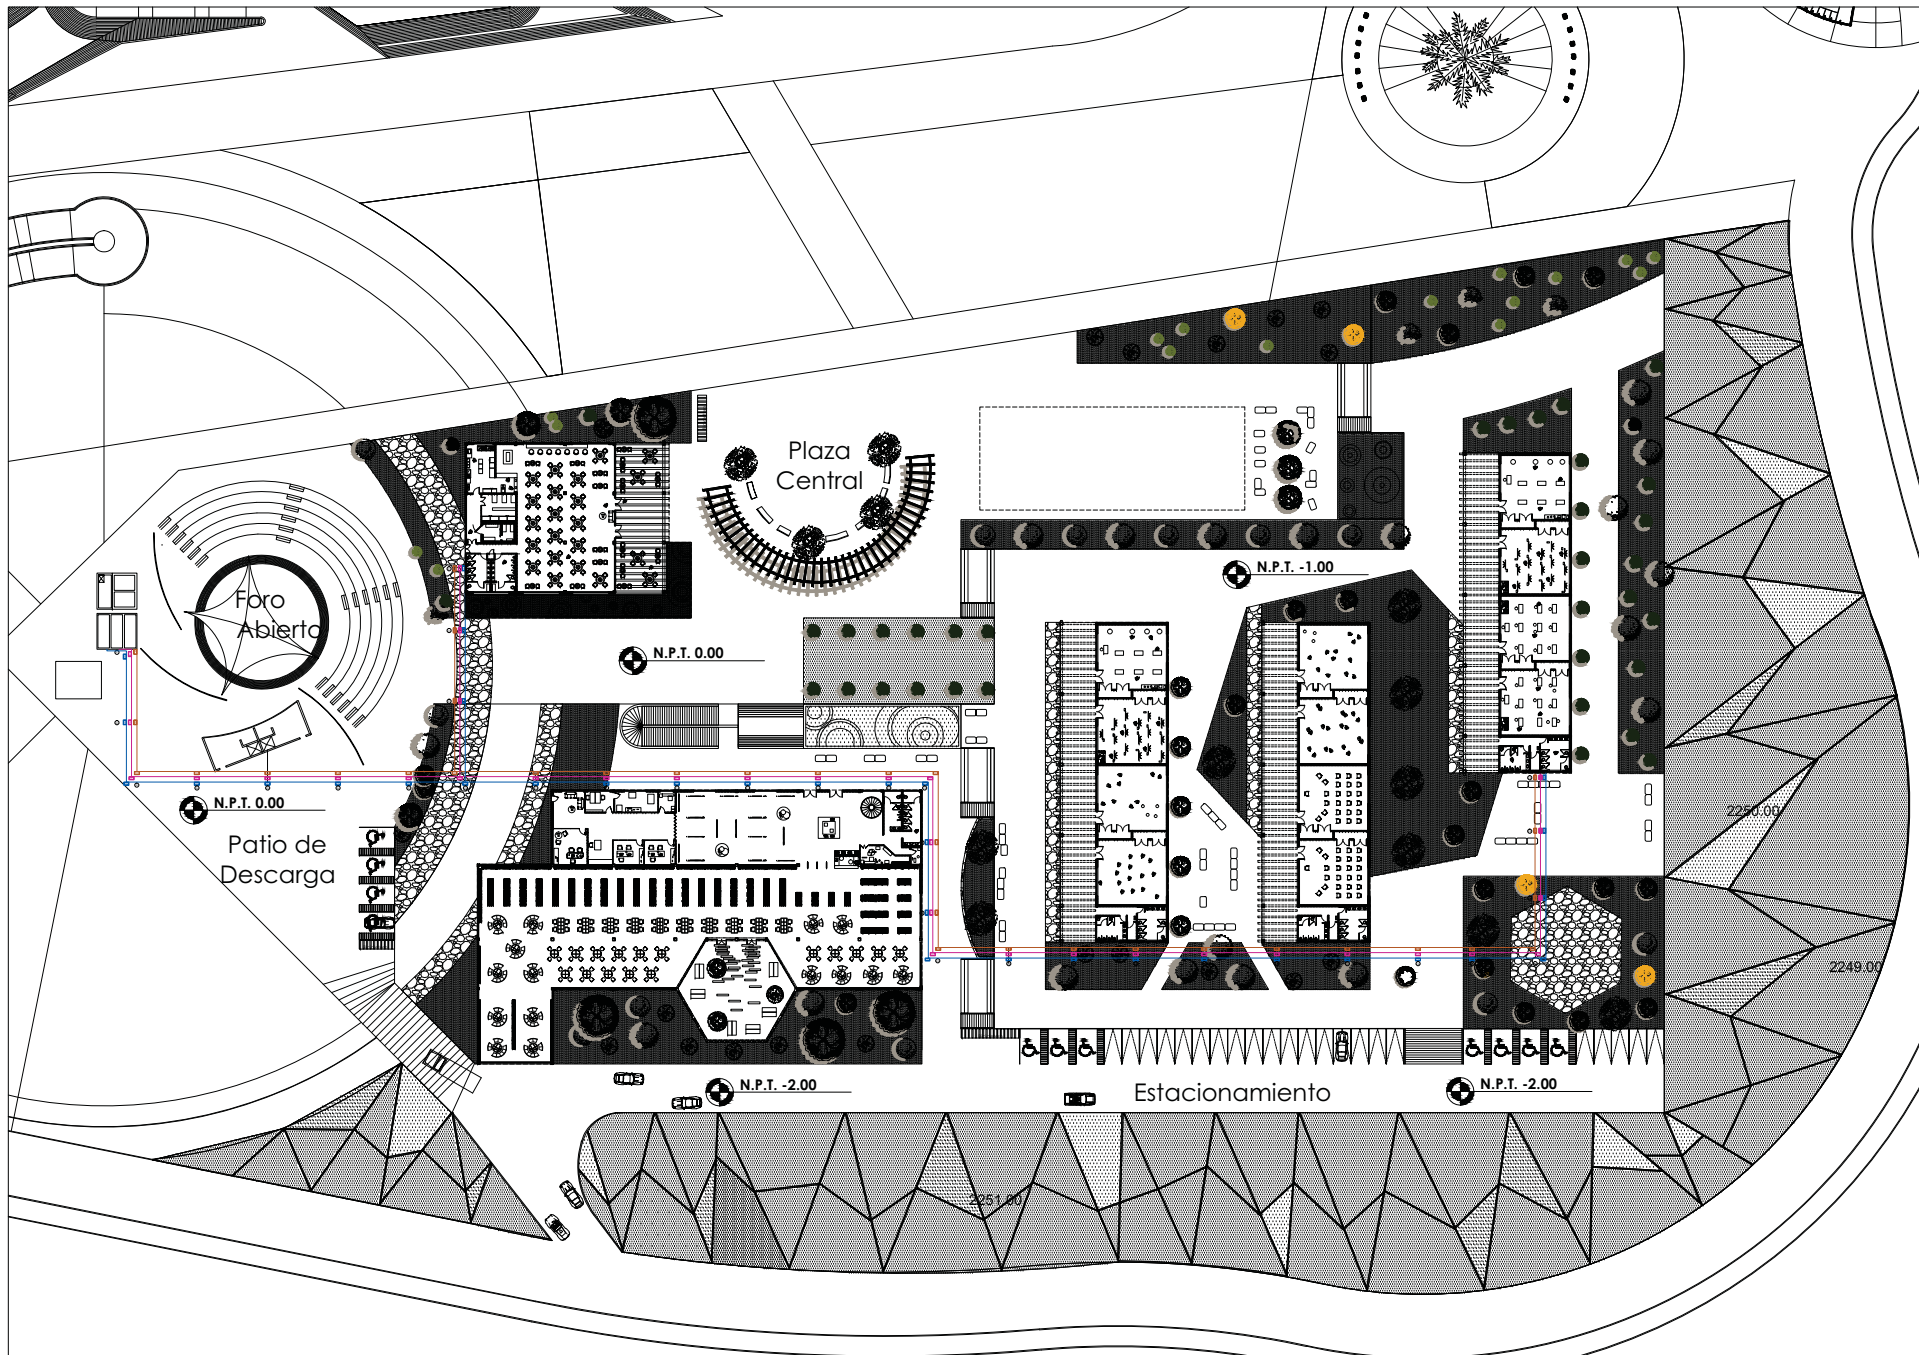 Plaza
Central
Foro
Abierto
N.P.T. -1.00
N.P.T. 0.00
N.P.T. 0.00
Patio de
Descarga
2250.00
2249.00
N.P.T. -2.00
Estacionamiento
N.P.T. -2.00
2251.00